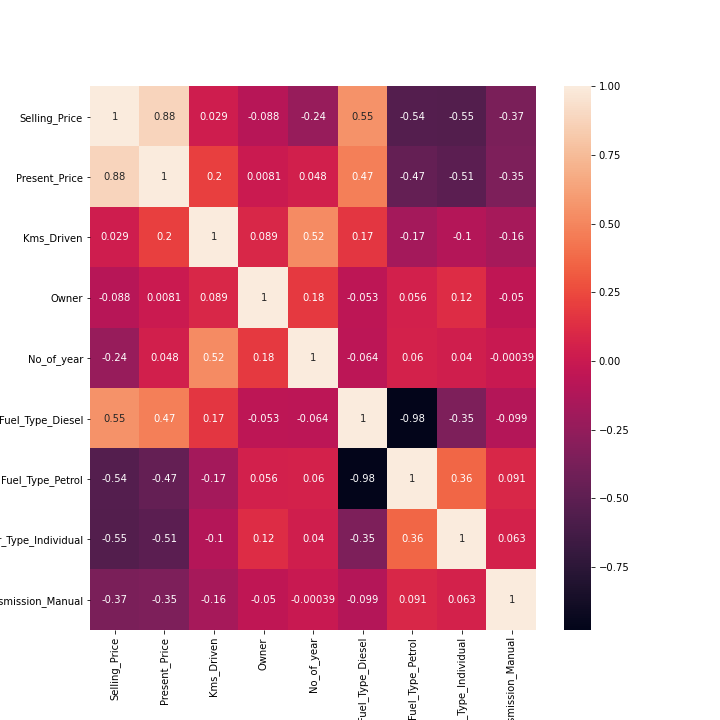 Selling_Price 1 0.88 0.029 -0.088 -0.24 0.55 -0.54 -0.55 -0.37
Present_Price 0.88 1 0.2 0.0081 0.048 0.47 -0.47 -0.51 -0.35
Kms_Driven 0.029 0.2 1 0.089 0.52 0.17 -0.17 -0.1 -0.16
Owner -0.088 0.0081 0.089 1 0.18 -0.053 0.056 0.12 -0.05
No_of_year -0.24 0.048 0.52 0.18 1 -0.064 0.06 0.04 -0.00039
Fuel_Type_Diesel 0.55 0.47 0.17 -0.053 -0.064 1 -0.98 -0.35 -0.099
Fuel_Type_Petrol -0.54 -0.47 -0.17 0.056 0.06 -0.98 1 0.36 0.091
r_Type_Individual -0.55 -0.51 -0.1 0.12 0.04 -0.35 0.36 1 0.063
smission_Manual -0.37 -0.35 -0.16 -0.05 -0.00039 -0.099 0.091 0.063 1
Selling_Price
Present_Price
Kms_Driven
Owner
No_of_year
Fuel_Type_Diesel
Fuel_Type_Petrol
_Type_Individual
smission_Manual
1.00
0.75
0.50
0.25
0.00
−0.25
−0.50
−0.75